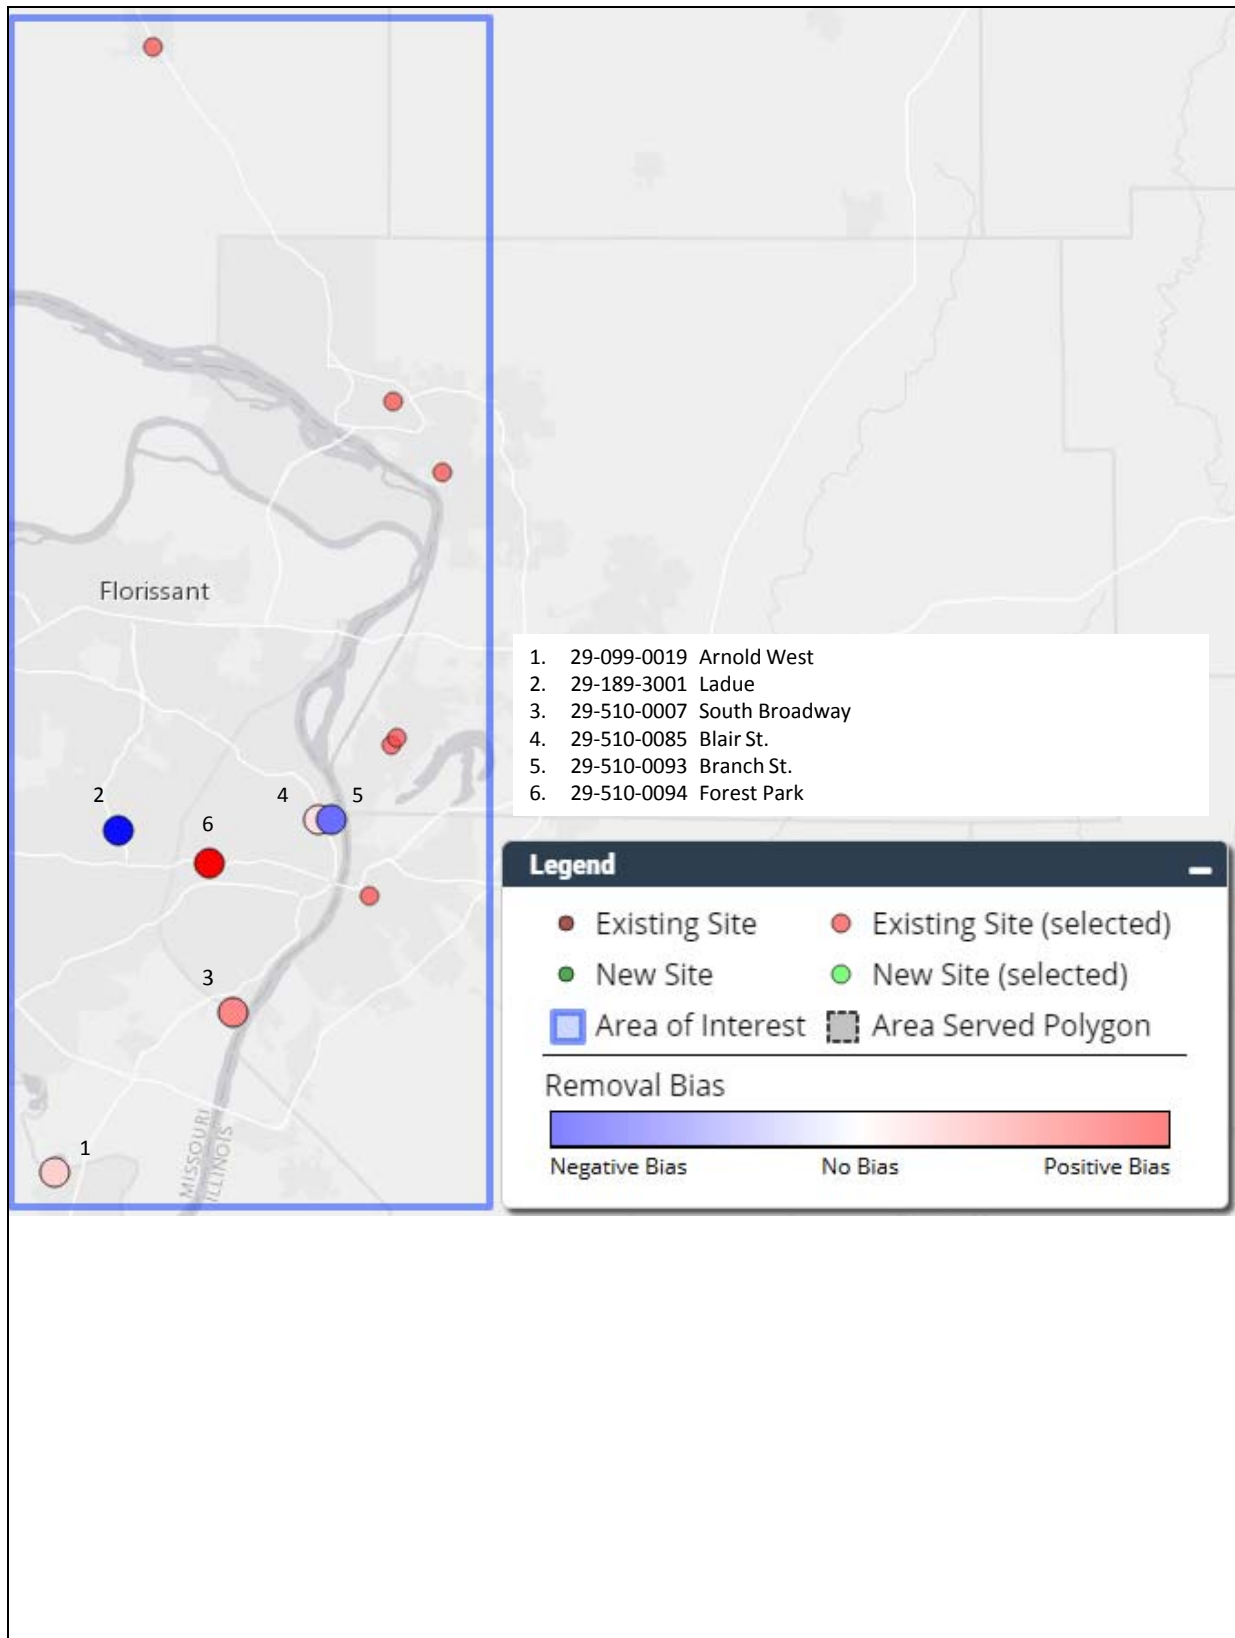 Florissant
1. 29-099-0019 Arnold West
2. 29-189-3001 Ladue
3. 29-510-0007 South Broadway
4. 29-510-0085 Blair St.
5. 29-510-0093 Branch St.
6. 29-510-0094 Forest Park
2
4
5
6
3
1
MISSOURI
ILLINOIS
Legend
Existing Site
Existing Site (selected)
New Site
New Site (selected)
Area of Interest
Area Served Polygon
Removal Bias
Negative Bias
No Bias
Positive Bias